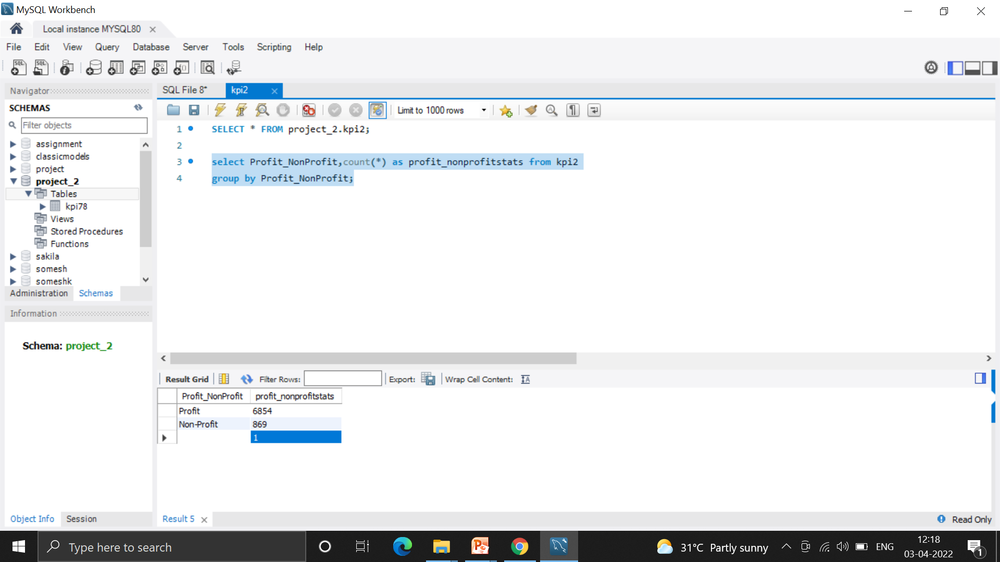 MySQL Workbench
Local instance MYSQL80
File Edit View Query Database Server Tools Scripting Help
Navigator
SCHEMAS
Filter objects
assignment
classicmodels
project
project_2
Tables
kpi78
Views
Stored Procedures
Functions
sakila
somesh
someshk
Administration Schemas
Information
Schema: project_2
Object Info Session
SQL File 8* kpi2
Limit to 1000 rows
1 SELECT * FROM project_2.kpi2;
2
3 select Profit_NonProfit,count(*) as profit_nonprofitstats from kpi2
4 group by Profit_NonProfit;
Result Grid Filter Rows: Export: Wrap Cell Content:
Profit_NonProfit profit_nonprofitstats
Profit 6854
Non-Profit 869
1
Result 5 Read Only
Type here to search
31°C Partly sunny ENG
12:18
03-04-2022
1